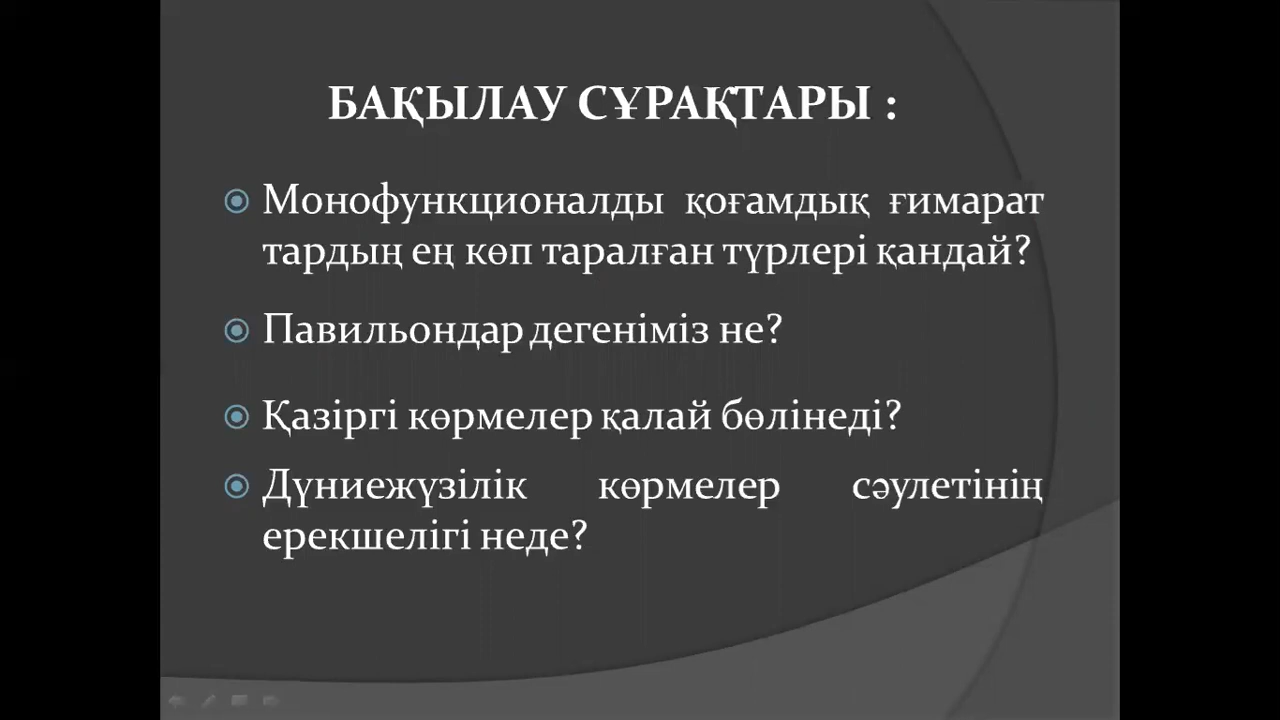 БАҚЫЛАУ СҰРАҚТАРЫ :
Монофункционалды қоғамдық ғимарат
тардың ең көп таралған түрлері қандай?
Павильондар дегеніміз не?
Қазіргі көрмелер қалай бөлінеді?
Дүниежүзілік көрмелер сәулетінің
ерекшелігі неде?